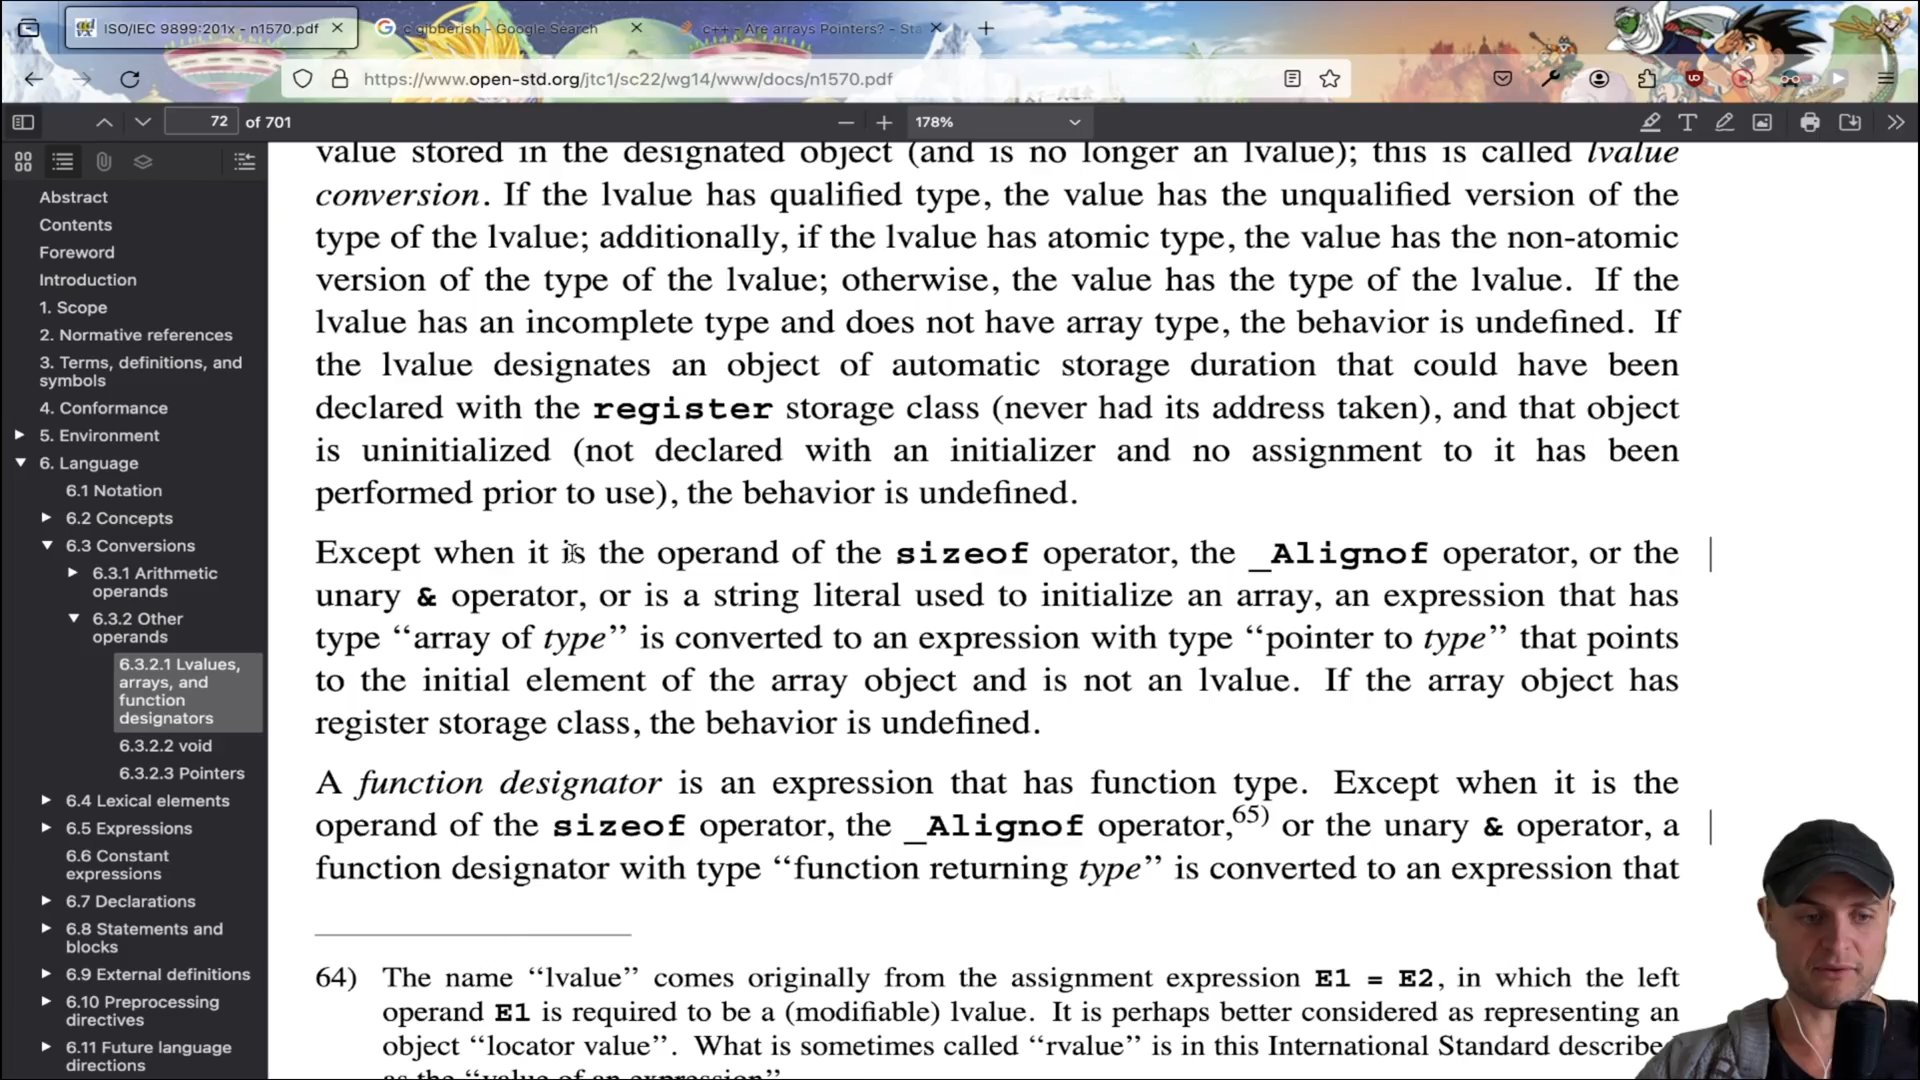 ISO/IEC 9899:201x - n1570.pdf
c gibberish - Google Search
c++ - Are arrays Pointers? - Sta
https://www.open-std.org/jtc1/sc22/wg14/www/docs/n1570.pdf
72 of 701
178%
Abstract
Contents
Foreword
Introduction
1. Scope
2. Normative references
3. Terms, definitions, and
symbols
4. Conformance
5. Environment
6. Language
6.1 Notation
6.2 Concepts
6.3 Conversions
6.3.1 Arithmetic
operands
6.3.2 Other
operands
6.3.2.1 Lvalues,
arrays, and
function
designators
6.3.2.2 void
6.3.2.3 Pointers
6.4 Lexical elements
6.5 Expressions
6.6 Constant
expressions
6.7 Declarations
6.8 Statements and
blocks
6.9 External definitions
6.10 Preprocessing
directives
6.11 Future language
directions
value stored in the designated object (and is no longer an lvalue); this is called lvalue
conversion. If the lvalue has qualified type, the value has the unqualified version of the
type of the lvalue; additionally, if the lvalue has atomic type, the value has the non-atomic
version of the type of the lvalue; otherwise, the value has the type of the lvalue. If the
lvalue has an incomplete type and does not have array type, the behavior is undefined. If
the lvalue designates an object of automatic storage duration that could have been
declared with the register storage class (never had its address taken), and that object
is uninitialized (not declared with an initializer and no assignment to it has been
performed prior to use), the behavior is undefined.
Except when it is the operand of the sizeof operator, the _Alignof operator, or the
unary & operator, or is a string literal used to initialize an array, an expression that has
type ‘‘array of type’’ is converted to an expression with type ‘‘pointer to type’’ that points
to the initial element of the array object and is not an lvalue. If the array object has
register storage class, the behavior is undefined.
A function designator is an expression that has function type. Except when it is the
operand of the sizeof operator, the _Alignof operator,65) or the unary & operator, a
function designator with type ‘‘function returning type’’ is converted to an expression that
64) The name ‘‘lvalue’’ comes originally from the assignment expression E1 = E2, in which the left
operand E1 is required to be a (modifiable) lvalue. It is perhaps better considered as representing an
object ‘‘locator value’’. What is sometimes called ‘‘rvalue’’ is in this International Standard describe
as the ‘‘value of an expression’’